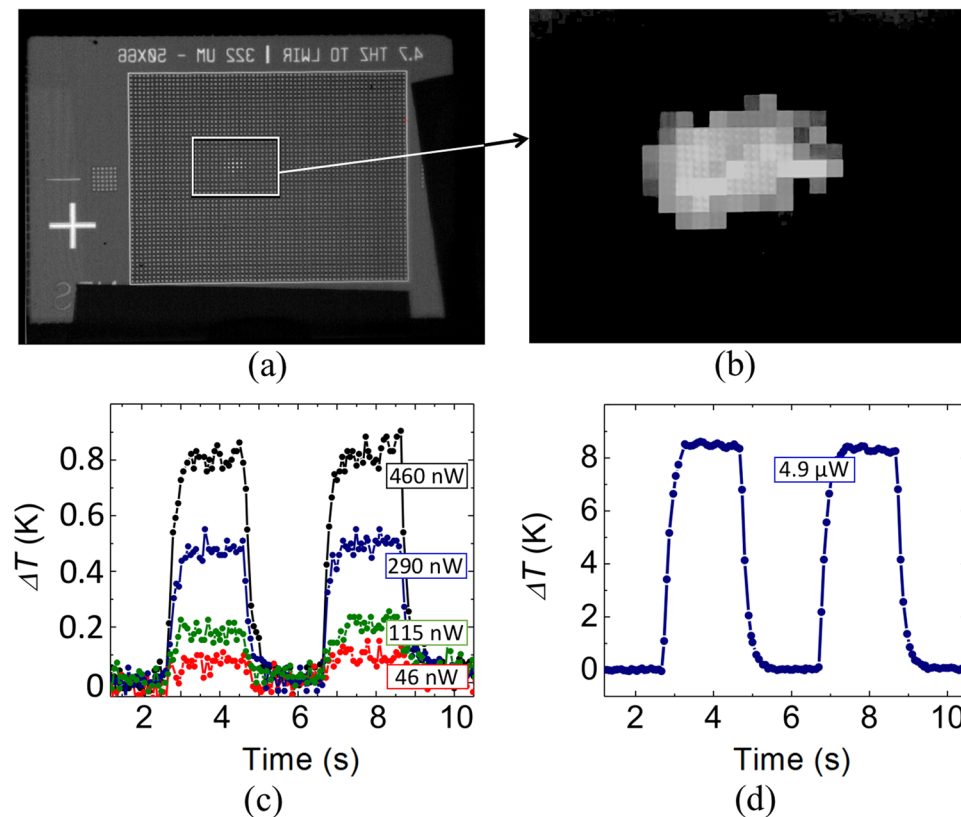 4.7 THZ TO LWIR | 322 UM - 50X66
(a)
(b)
ΔT (K)
0.8
0.6
0.4
0.2
0
460 nW
290 nW
115 nW
46 nW
2 4 6 8 10
Time (s)
(c)
ΔT (K)
8
6
4
2
0
4.9 µW
2 4 6 8 10
Time (s)
(d)